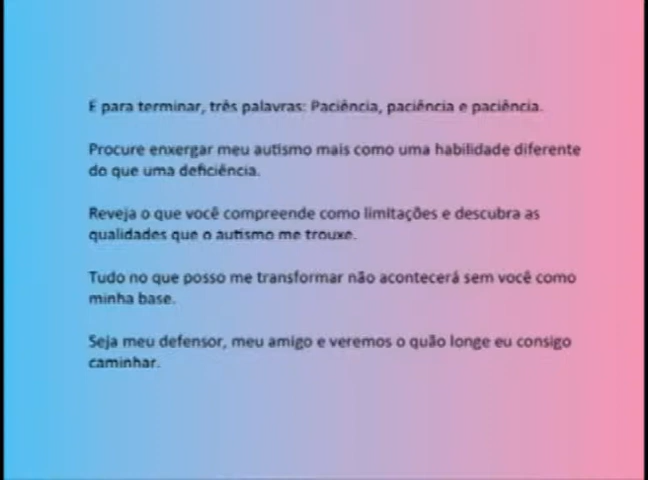 E para terminar, três palavras: Paciência, paciência e paciência.
Procure enxergar meu autismo mais como uma habilidade diferente
do que uma deficiência.
Reveja o que você compreende como limitações e descubra as
qualidades que o autismo me trouxe.
Tudo no que posso me transformar não acontecerá sem você como
minha base.
Seja meu defensor, meu amigo e veremos o quão longe eu consigo
caminhar.